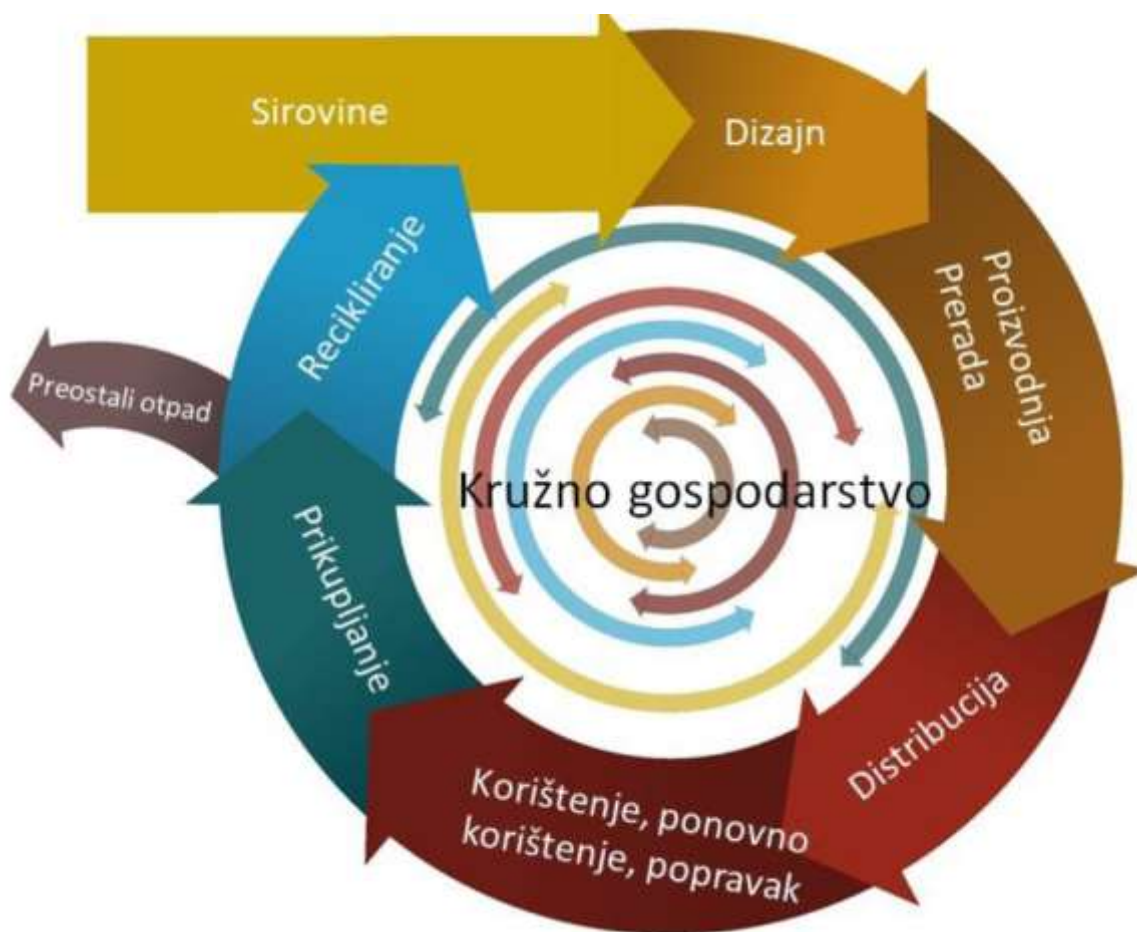 Sirovine
Dizajn
Proizvodnja
Prerada
Distribucija
Korištenje, ponovno
korištenje, popravak
Prikupljanje
Recikliranje
Preostali otpad
Kružno gospodarstvo